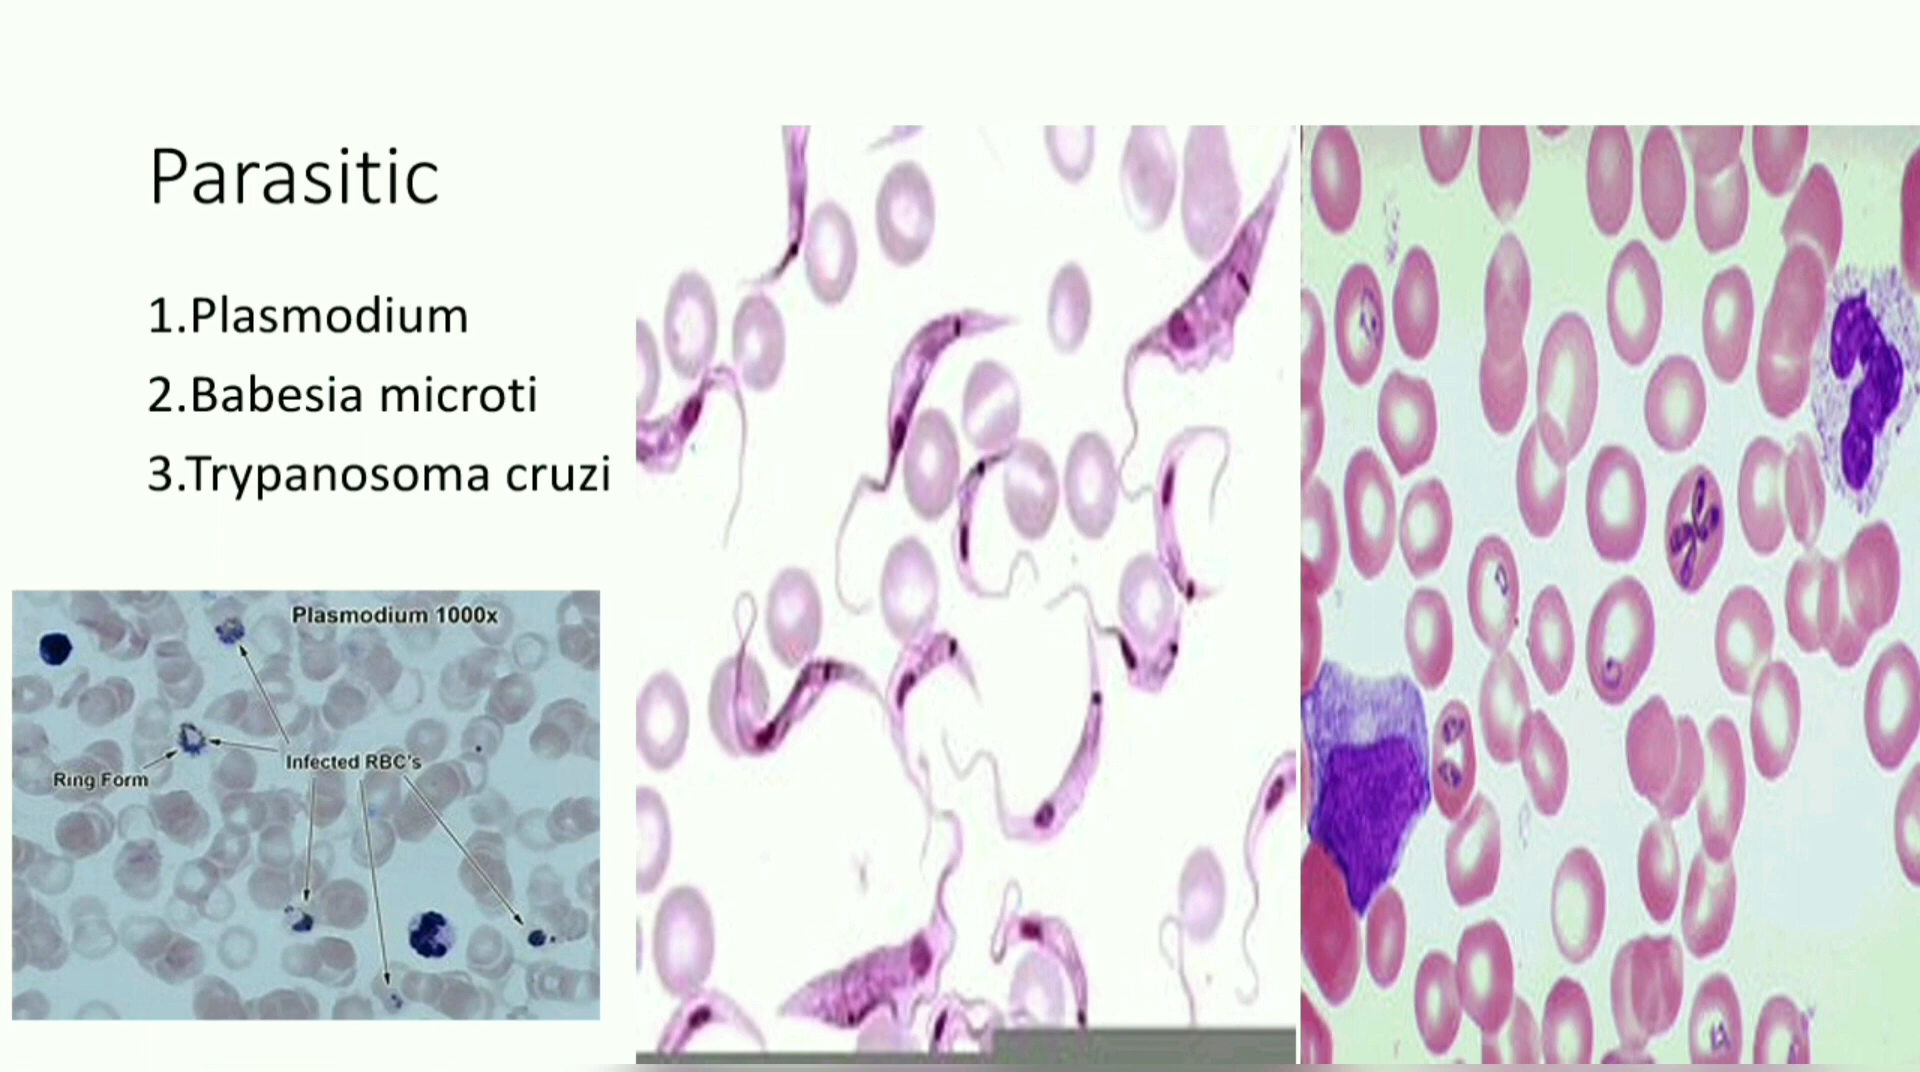 Parasitic
1.Plasmodium
2.Babesia microti
3.Trypanosoma cruzi
Plasmodium 1000x
Infected RBC's
Ring Form